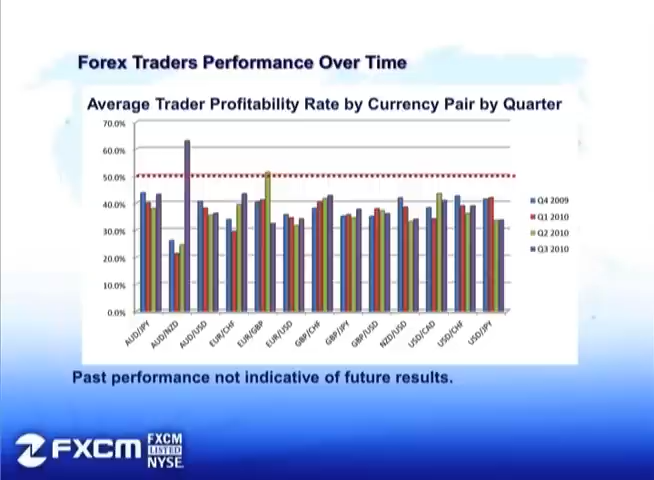 Forex Traders Performance Over Time
Average Trader Profitability Rate by Currency Pair by Quarter
70.0%
60.0%
50.0%
40.0%
30.0%
20.0%
10.0%
0.0%
AUD/JPY
AUD/NZD
AUD/USD
EUR/CHF
EUR/GBP
EUR/USD
GBP/CHF
GBP/JPY
GBP/USD
NZD/USD
USD/CAD
USD/CHF
USD/JPY
Q4 2009
Q1 2010
Q2 2010
Q3 2010
Past performance not indicative of future results.
FXCM
FXCM
LISTED
NYSE